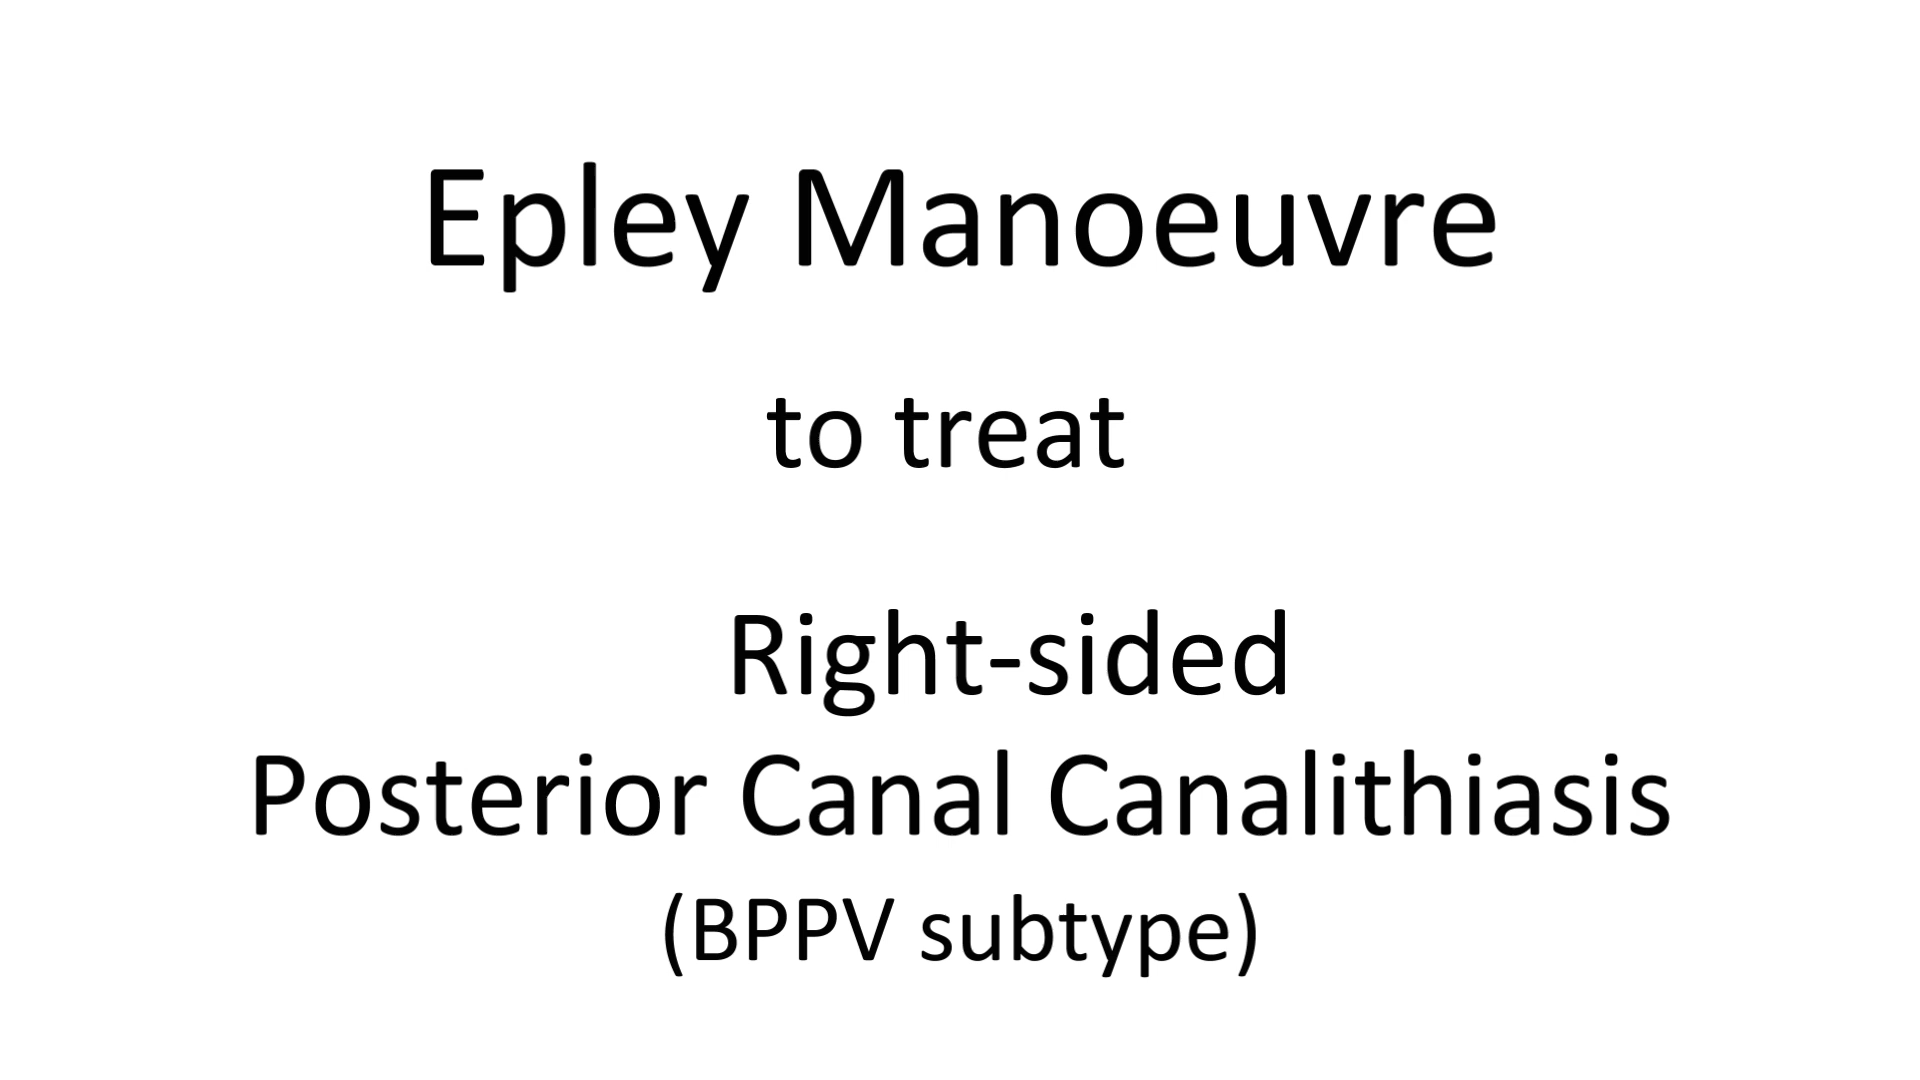 Epley Manoeuvre
to treat
Right-sided
Posterior Canal Canalithiasis
(BPPV subtype)